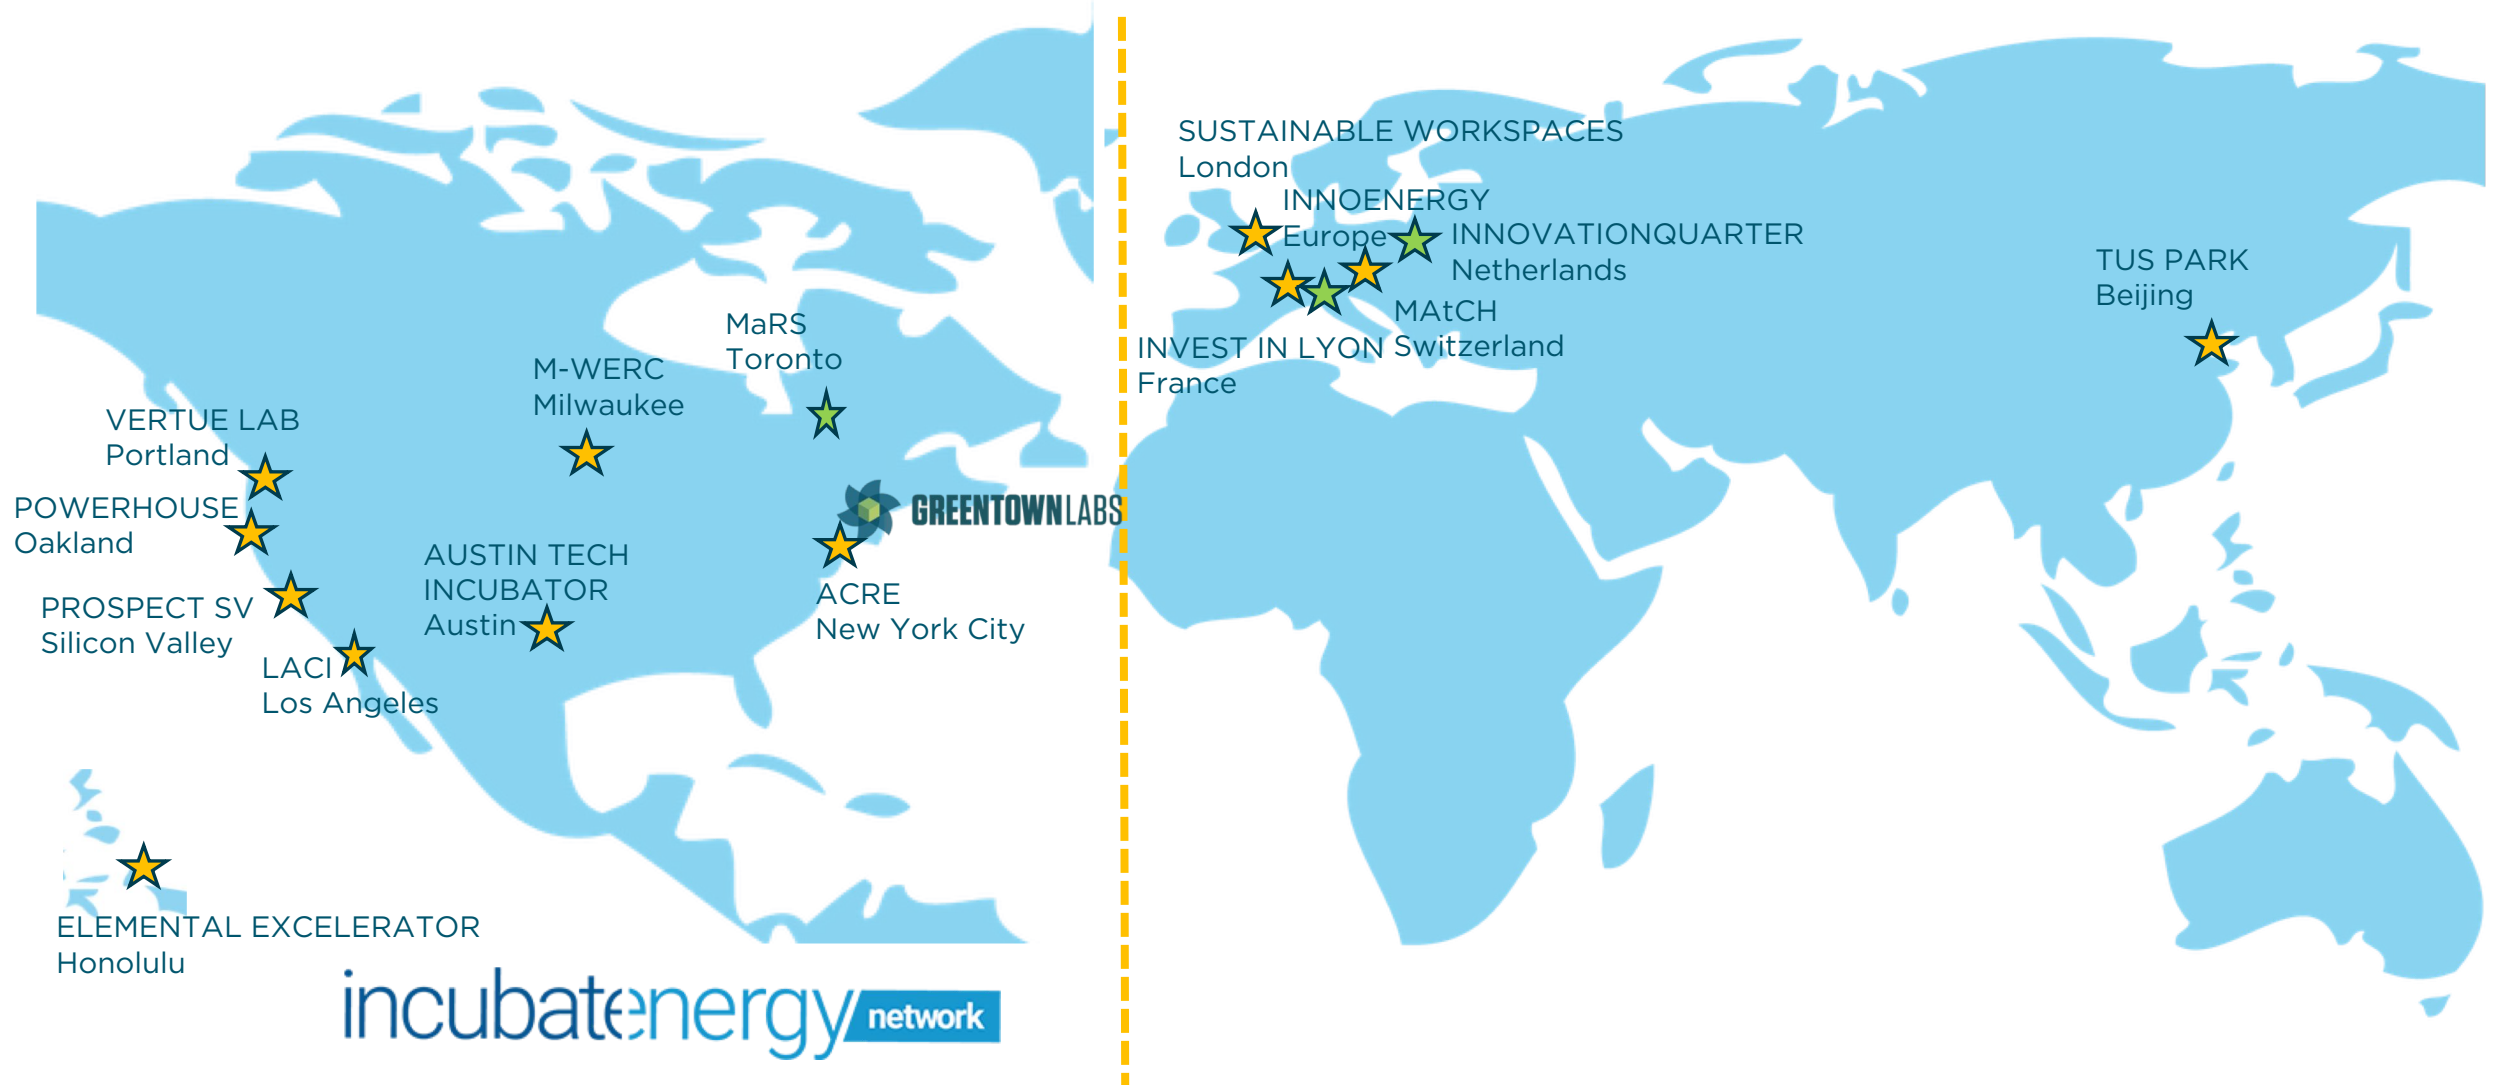 SUSTAINABLE WORKSPACES
London
INNOENERGY
Europe
INNOVATIONQUARTER
Netherlands
TUS PARK
Beijing
MAtCH
Switzerland
INVEST IN LYON
France
MaRS
Toronto
M-WERC
Milwaukee
VERTUE LAB
Portland
POWERHOUSE
Oakland
GREENTOWNLABS
AUSTIN TECH
INCUBATOR
Austin
ACRE
New York City
PROSPECT SV
Silicon Valley
LACI
Los Angeles
ELEMENTAL EXCELERATOR
Honolulu
incubatenergy network